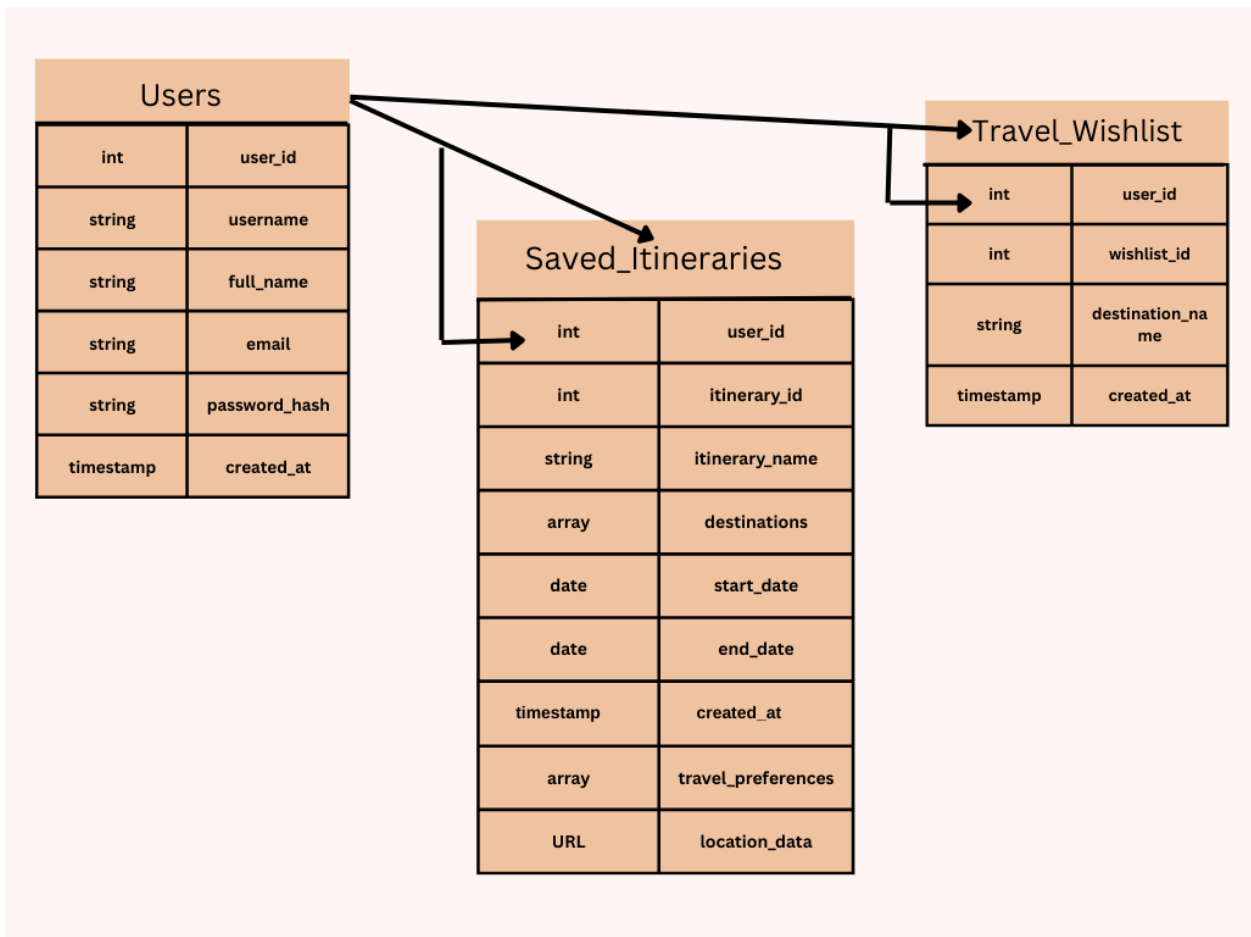 Users
int user_id
string username
string full_name
string email
string password_hash
timestamp created_at
Saved_Itineraries
int user_id
int itinerary_id
string itinerary_name
array destinations
date start_date
date end_date
timestamp created_at
array travel_preferences
URL location_data
Travel_Wishlist
int user_id
int wishlist_id
string destination_na
me
timestamp created_at